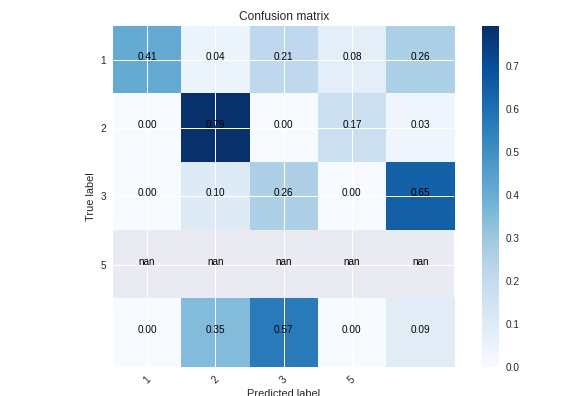 Confusion matrix
1 0.41 0.04 0.21 0.08 0.26
2 0.00 0.79 0.00 0.17 0.03
3 0.00 0.10 0.26 0.00 0.65
5 nan nan nan nan nan
0.00 0.35 0.57 0.00 0.09
1 2 3 5
True label
Predicted label
0.7
0.6
0.5
0.4
0.3
0.2
0.1
0.0